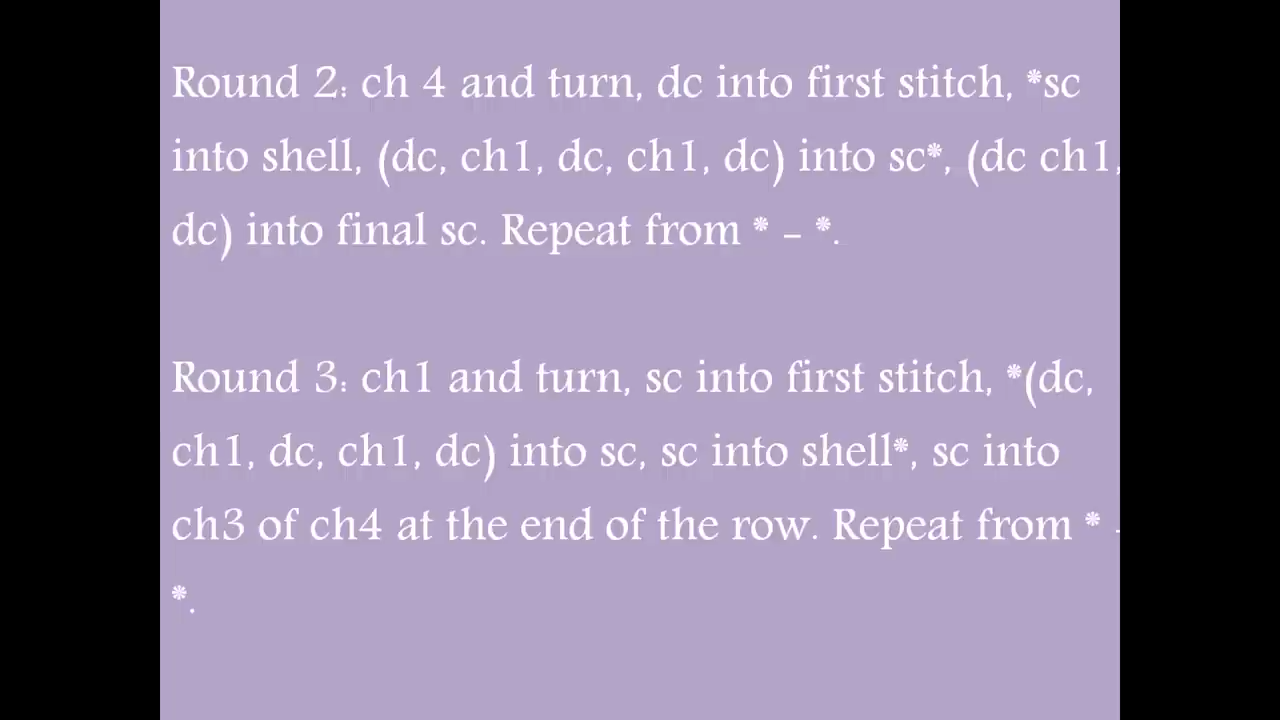 Round 2: ch 4 and turn, dc into first stitch, *sc
into shell, (dc, ch1, dc, ch1, dc) into sc*, (dc ch1,
dc) into final sc. Repeat from * - *.
Round 3: ch1 and turn, sc into first stitch, *(dc,
ch1, dc, ch1, dc) into sc, sc into shell*, sc into
ch3 of ch4 at the end of the row. Repeat from * -
*.